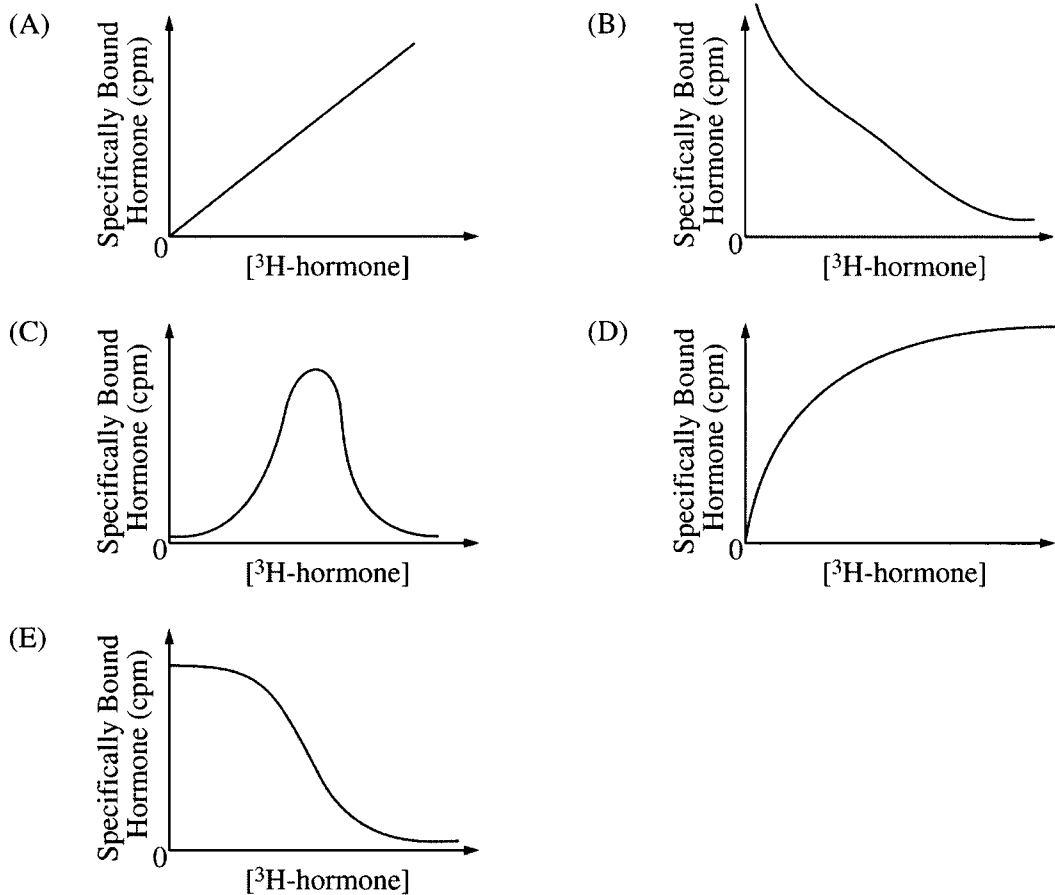 (A)
Specifically Bound
Hormone (cpm)
0
[³H-hormone]
(B)
Specifically Bound
Hormone (cpm)
0
[³H-hormone]
(C)
Specifically Bound
Hormone (cpm)
0
[³H-hormone]
(D)
Specifically Bound
Hormone (cpm)
0
[³H-hormone]
(E)
Specifically Bound
Hormone (cpm)
0
[³H-hormone]